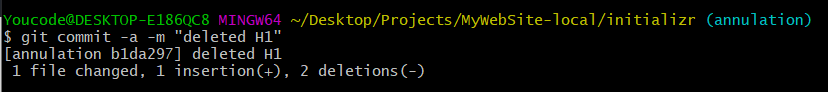 Youcode@DESKTOP-E186QC8 MINGW64 ~/Desktop/Projects/MyWebSite-local/initializr (annulation)
$ git commit -a -m "deleted H1"
[annulation b1da297] deleted H1
 1 file changed, 1 insertion(+), 2 deletions(-)